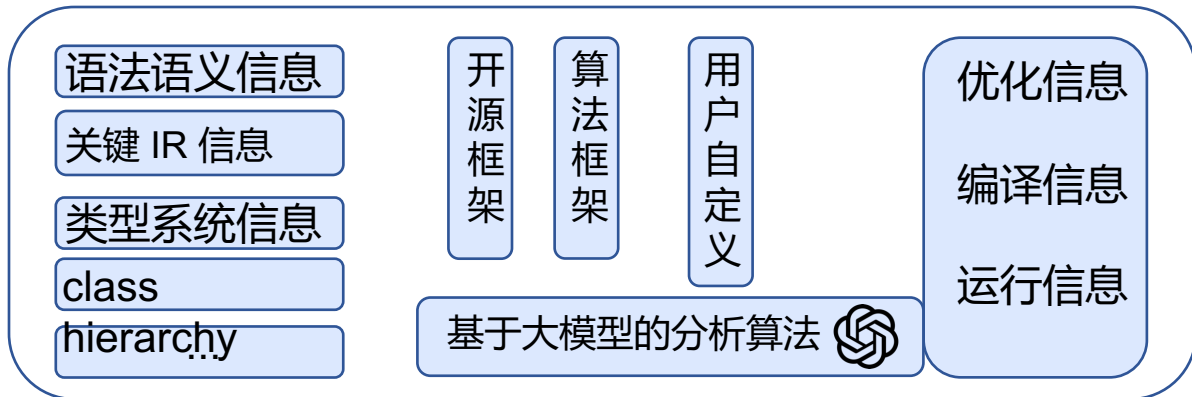 语法语义信息
关键 IR 信息
类型系统信息
class
hierarchy
...
开源框架
算法框架
用户自定义
基于大模型的分析算法
优化信息
编译信息
运行信息